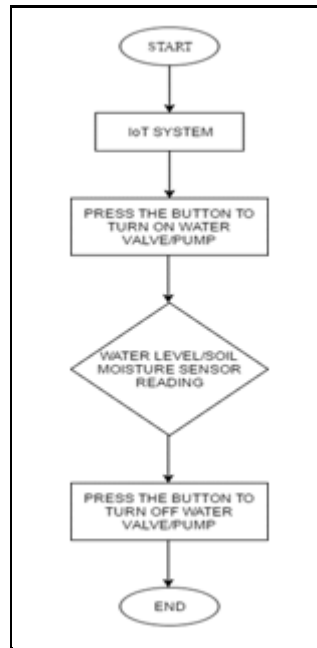 START
IoT SYSTEM
PRESS THE BUTTON TO
TURN ON WATER
VALVE/PUMP
WATER LEVEL/SOIL
MOISTURE SENSOR
READING
PRESS THE BUTTON TO
TURN OFF WATER
VALVE/PUMP
END